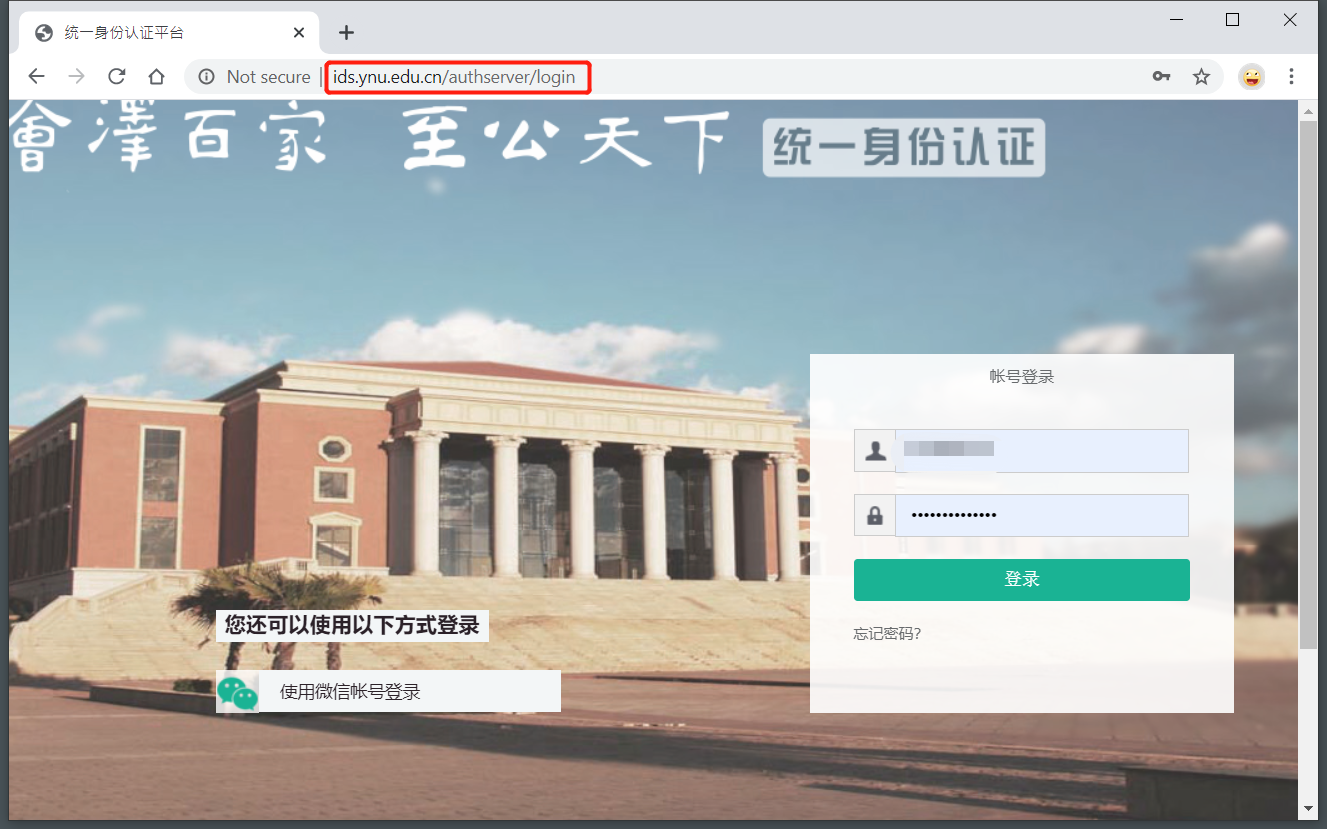 统一身份认证平台
Not secure | ids.ynu.edu.cn/authserver/login
會澤百家 至公天下 统一身份认证
帐号登录
登录
忘记密码?
您还可以使用以下方式登录
使用微信帐号登录